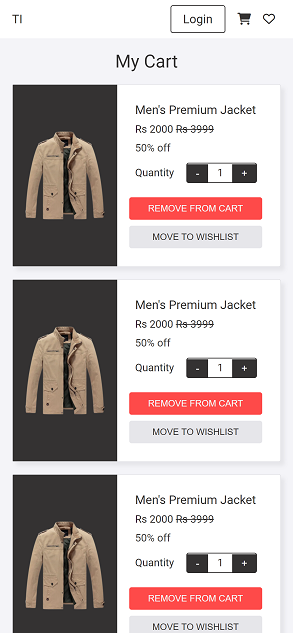 TI Login
My Cart
Men's Premium Jacket
Rs 2000 Rs 3999
50% off
Quantity - 1 +
REMOVE FROM CART
MOVE TO WISHLIST
Men's Premium Jacket
Rs 2000 Rs 3999
50% off
Quantity - 1 +
REMOVE FROM CART
MOVE TO WISHLIST
Men's Premium Jacket
Rs 2000 Rs 3999
50% off
Quantity - 1 +
REMOVE FROM CART
MOVE TO WISHLIST